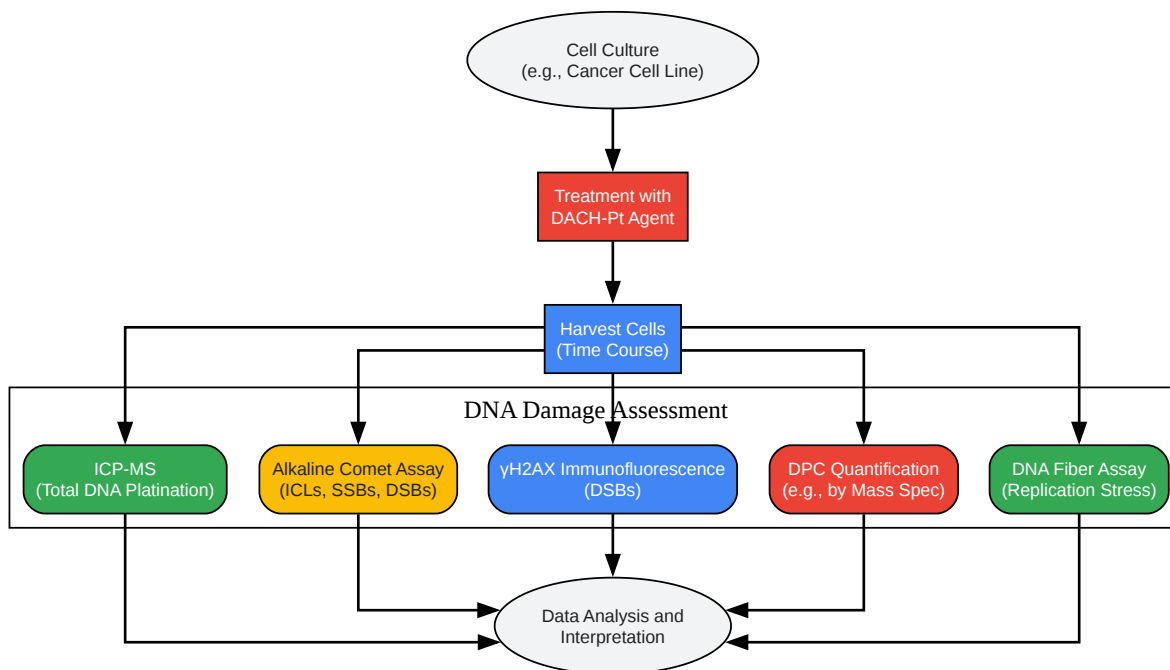 Cell Culture
(e.g., Cancer Cell Line)
Treatment with
DACH-Pt Agent
Harvest Cells
(Time Course)
DNA Damage Assessment
ICP-MS
(Total DNA Platination)
Alkaline Comet Assay
(ICLs, SSBs, DSBs)
γH2AX Immunofluorescence
(DSBs)
DPC Quantification
(e.g., by Mass Spec)
DNA Fiber Assay
(Replication Stress)
Data Analysis and
Interpretation